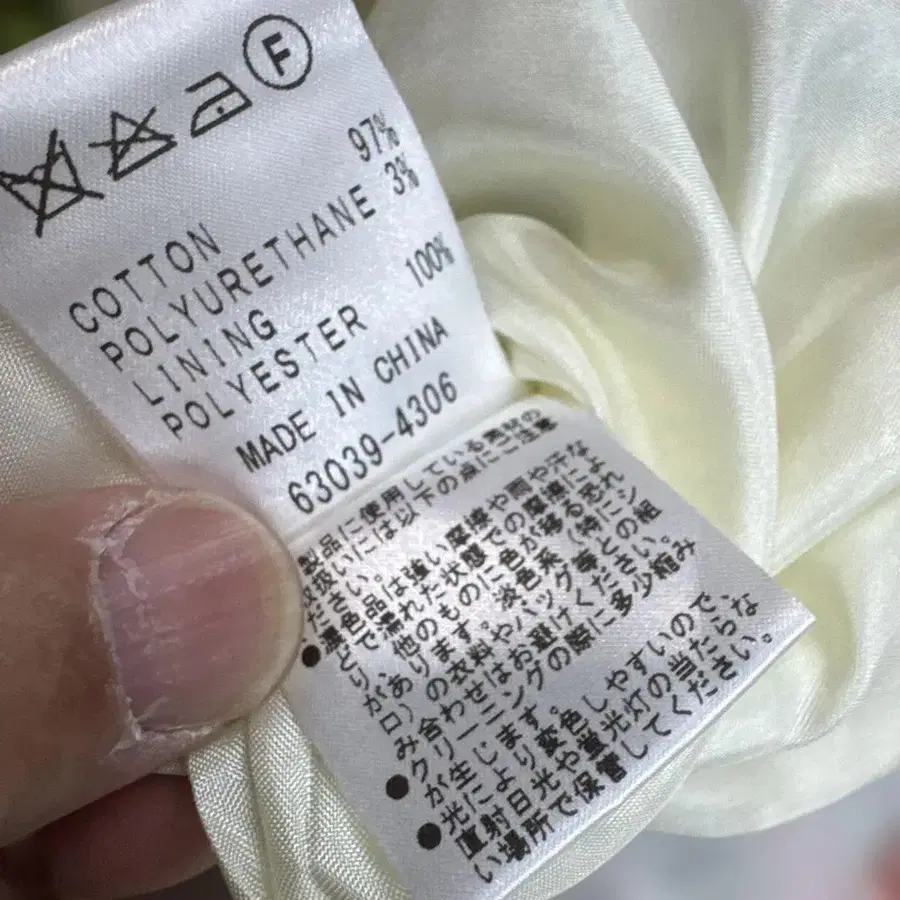 F
COTTON 97%
POLYURETHANE 3%
LINING
POLYESTER 100%
MADE IN CHINA
63039-4306
製品に使用している素材の
取扱いには以下の点にご注意
ください。
●濃色品は強い摩擦や雨や汗な
どで、濡れた状態での摩擦によ
り他のものに色が移る恐れ
があります。淡色系(特にシ
ロ)の衣料やバッグ等との組
み合わせはお避けください。
●クリーニングの際に多少縮み
が生じます。
●光により変色しやすいので、
直射日光や蛍光灯の当たらな
い場所で保管してください。